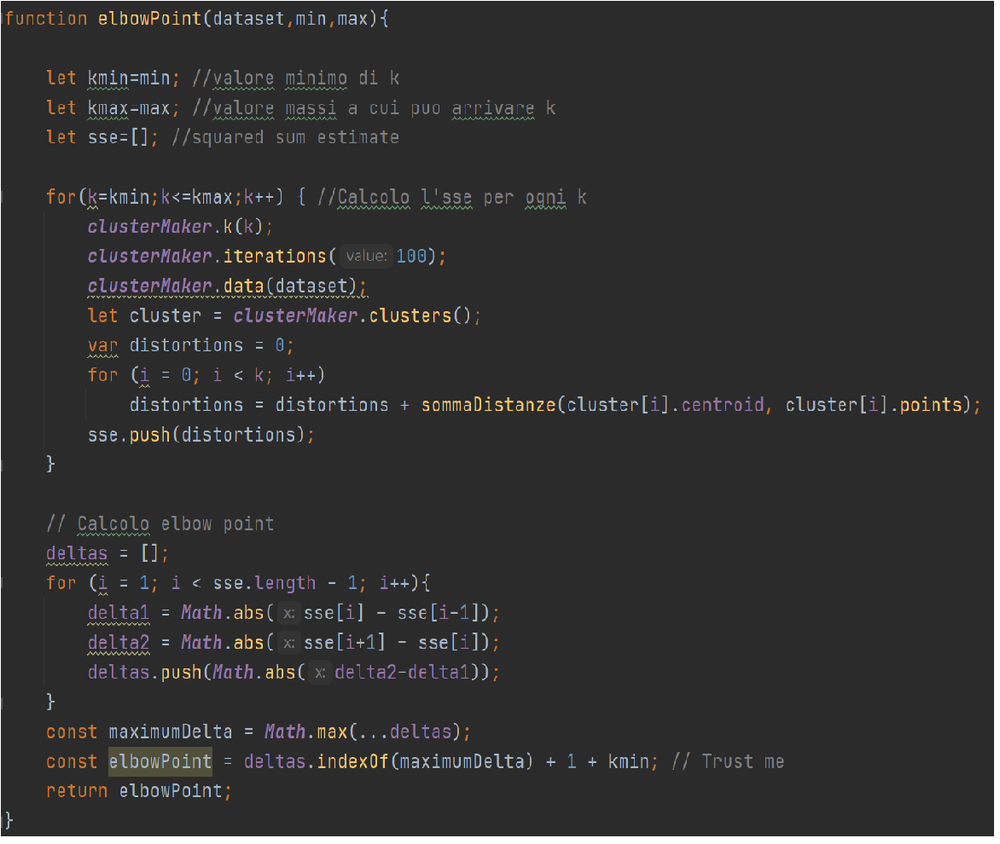 function elbowPoint(dataset,min,max){
let kmin=min; //valore minimo di k
let kmax=max; //valore massi a cui puo arrivare k
let sse=[]; //squared sum estimate
for(k=kmin;k<=kmax;k++) { //Calcolo l'sse per ogni k
clusterMaker.k(k);
clusterMaker.iterations( value: 100);
clusterMaker.data(dataset);
let cluster = clusterMaker.clusters();
var distortions = 0;
for (i = 0; i < k; i++)
distortions = distortions + sommaDistanze(cluster[i].centroid, cluster[i].points);
sse.push(distortions);
}
// Calcolo elbow point
deltas = [];
for (i = 1; i < sse.length - 1; i++){
delta1 = Math.abs( x: sse[i] - sse[i-1]);
delta2 = Math.abs( x: sse[i+1] - sse[i]);
deltas.push(Math.abs( x: delta2-delta1));
}
const maximumDelta = Math.max(...deltas);
const elbowPoint = deltas.indexOf(maximumDelta) + 1 + kmin; // Trust me
return elbowPoint;
}